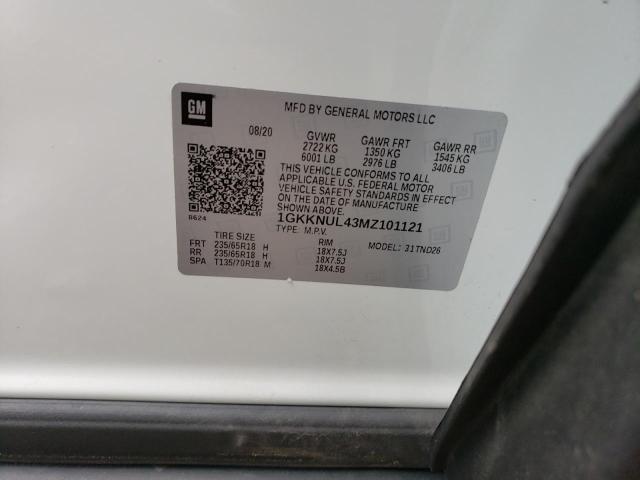 GM
MFD BY GENERAL MOTORS LLC
08/20 GVWR GAWR FRT GAWR RR
2722 KG 1350 KG 1545 KG
6001 LB 2976 LB 3406 LB
THIS VEHICLE CONFORMS TO ALL
APPLICABLE U.S. FEDERAL MOTOR
VEHICLE SAFETY STANDARDS IN EFFECT
ON THE DATE OF MANUFACTURE
SHOWN ABOVE.
8624
1GKKNUL43MZ101121
TYPE: M.P.V. MODEL: 31TND26
TIRE SIZE RIM
FRT 235/65R18 H 18X7.5J
RR 235/65R18 H 18X7.5J
SPA T135/70R18 M 18X4.5B